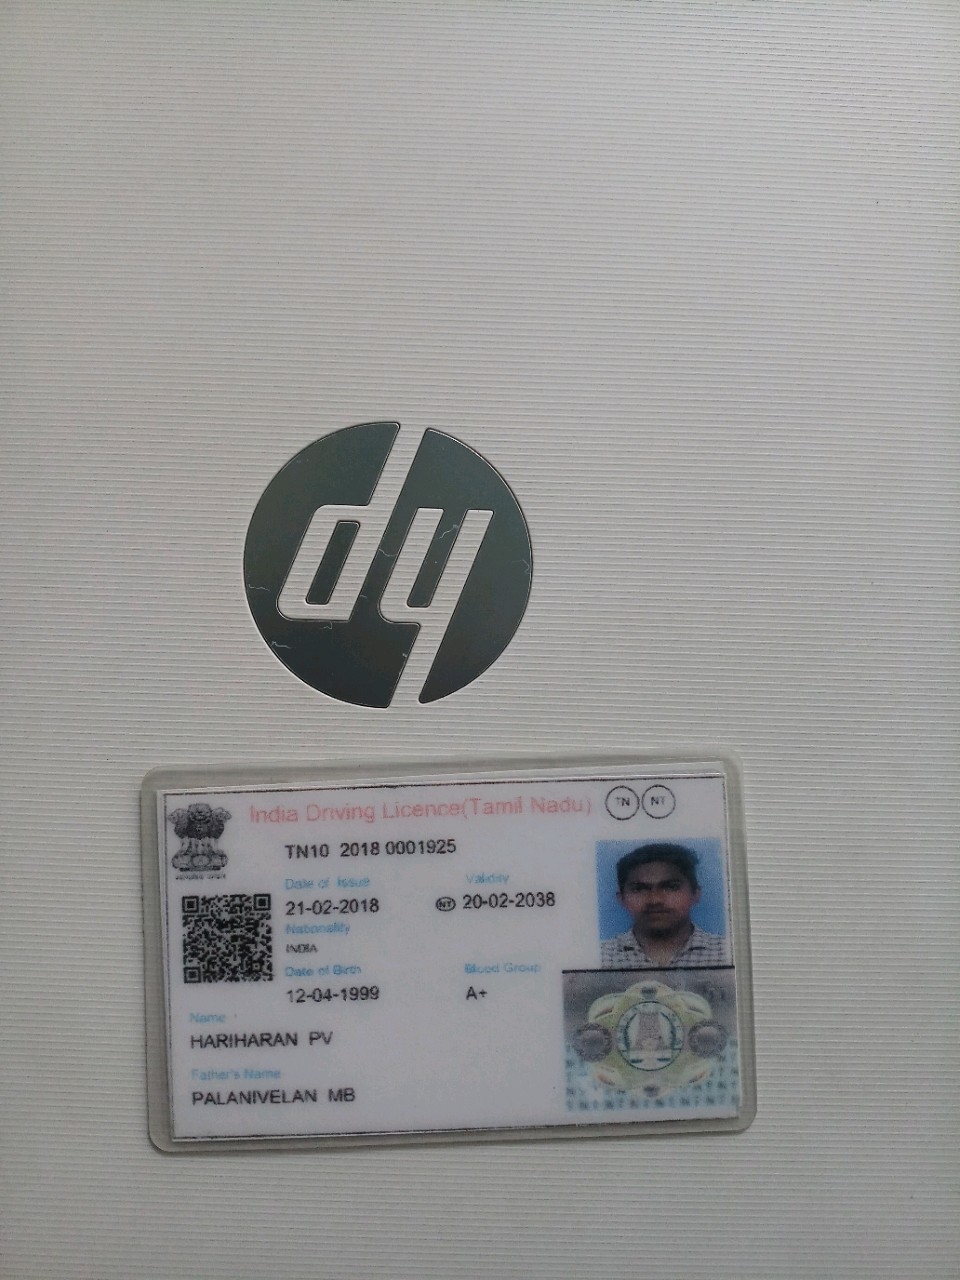 hp
India Driving Licence(Tamil Nadu) TN NT
TN10 2018 0001925
Date of Issue Validity
21-02-2018 NT 20-02-2038
Nationality
INDIA
Date of Birth Blood Group
12-04-1999 A+
Name
HARIHARAN PV
Father's Name
PALANIVELAN MB